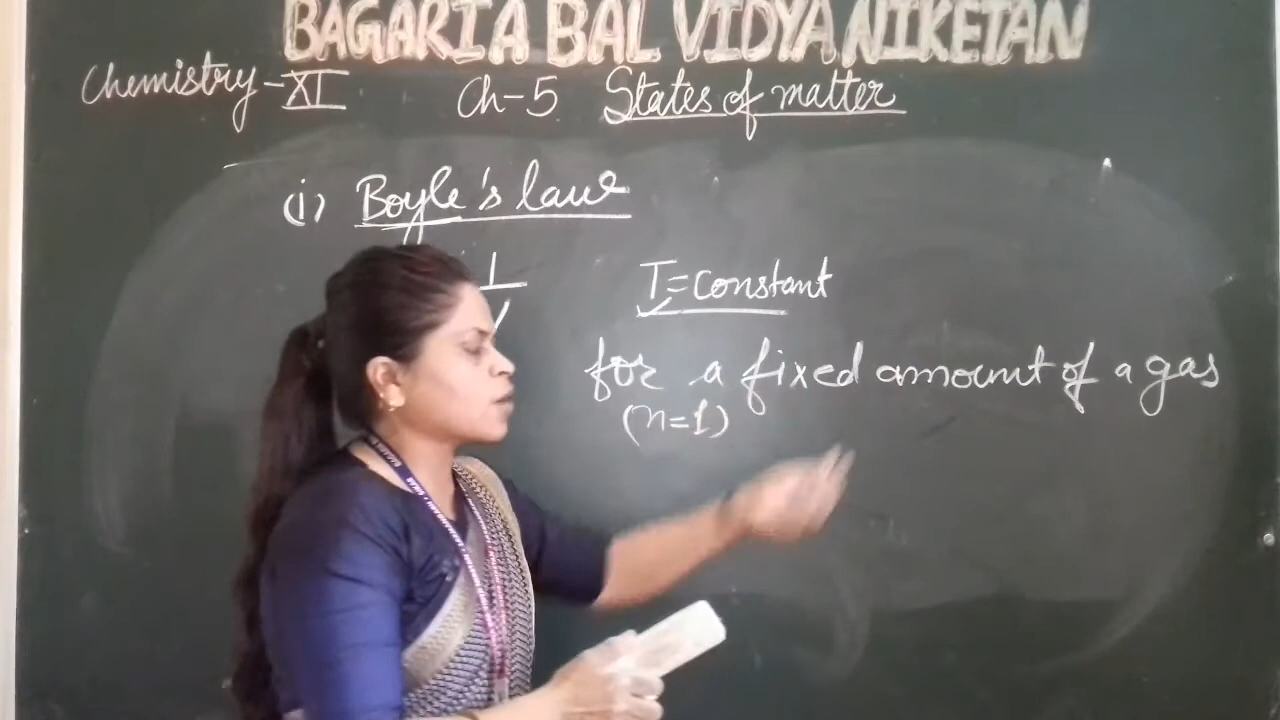 BAGARIA BAL VIDYA NIKETAN
Chemistry-XI Ch-5 States of matter
(i) Boyle's law
1
V
T=constant
for a fixed amount of a gas
(n=1)